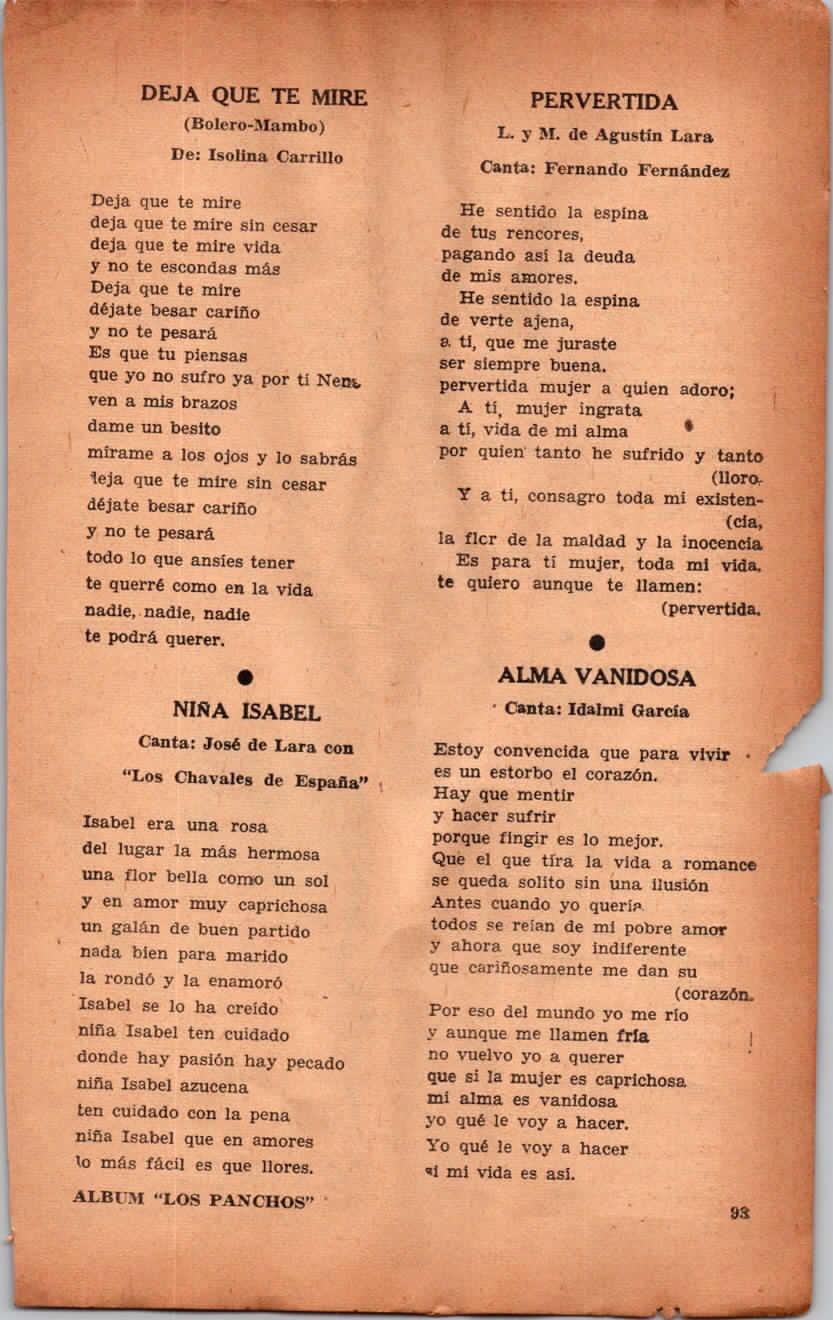 DEJA QUE TE MIRE
(Bolero-Mambo)
De: Isolina Carrillo
Deja que te mire
deja que te mire sin cesar
deja que te mire vida
y no te escondas más
Deja que te mire
déjate besar cariño
y no te pesará
Es que tu piensas
que yo no sufro ya por ti Nena
ven a mis brazos
dame un besito
mírame a los ojos y lo sabrás
deja que te mire sin cesar
déjate besar cariño
y no te pesará
todo lo que ansíes tener
te querré como en la vida
nadie, nadie, nadie
te podrá querer.
NIÑA ISABEL
Canta: José de Lara con
"Los Chavales de España"
Isabel era una rosa
del lugar la más hermosa
una flor bella como un sol
y en amor muy caprichosa
un galán de buen partido
nada bien para marido
la rondó y la enamoró
Isabel se lo ha creído
niña Isabel ten cuidado
donde hay pasión hay pecado
niña Isabel azucena
ten cuidado con la pena
niña Isabel que en amores
lo más fácil es que llores.
ALBUM "LOS PANCHOS"
PERVERTIDA
L. y M. de Agustín Lara
Canta: Fernando Fernández
He sentido la espina
de tus rencores,
pagando así la deuda
de mis amores.
He sentido la espina
de verte ajena,
a ti, que me juraste
ser siempre buena.
pervertida mujer a quien adoro;
A tí, mujer ingrata
a tí, vida de mi alma
por quien tanto he sufrido y tanto
(lloro.
Y a ti, consagro toda mi existen-
(cia,
la flor de la maldad y la inocencia
Es para tí mujer, toda mi vida.
te quiero aunque te llamen:
(pervertida.
ALMA VANIDOSA
Canta: Idalmi García
Estoy convencida que para vivir
es un estorbo el corazón.
Hay que mentir
y hacer sufrir
porque fingir es lo mejor.
Que el que tira la vida a romance
se queda solito sin una ilusión
Antes cuando yo quería
todos se reían de mi pobre amor
y ahora que soy indiferente
que cariñosamente me dan su
(corazón.
Por eso del mundo yo me río
y aunque me llamen fría
no vuelvo yo a querer
que si la mujer es caprichosa
mi alma es vanidosa
yo qué le voy a hacer.
Yo qué le voy a hacer
si mi vida es así.
93